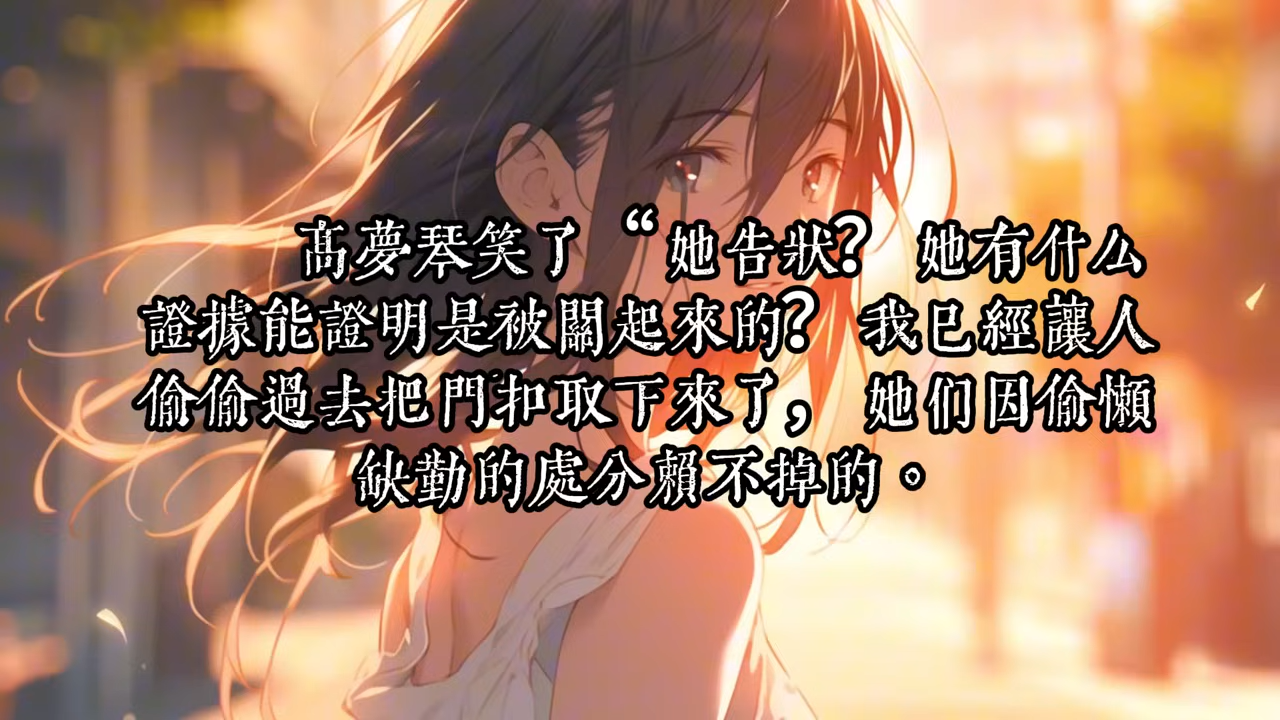 高夢琴笑了“她告狀？她有什么
證據能證明是被關起來的？我已經讓人
偷偷過去把門扣取下來了，她们因偷懶
缺勤的處分賴不掉的。